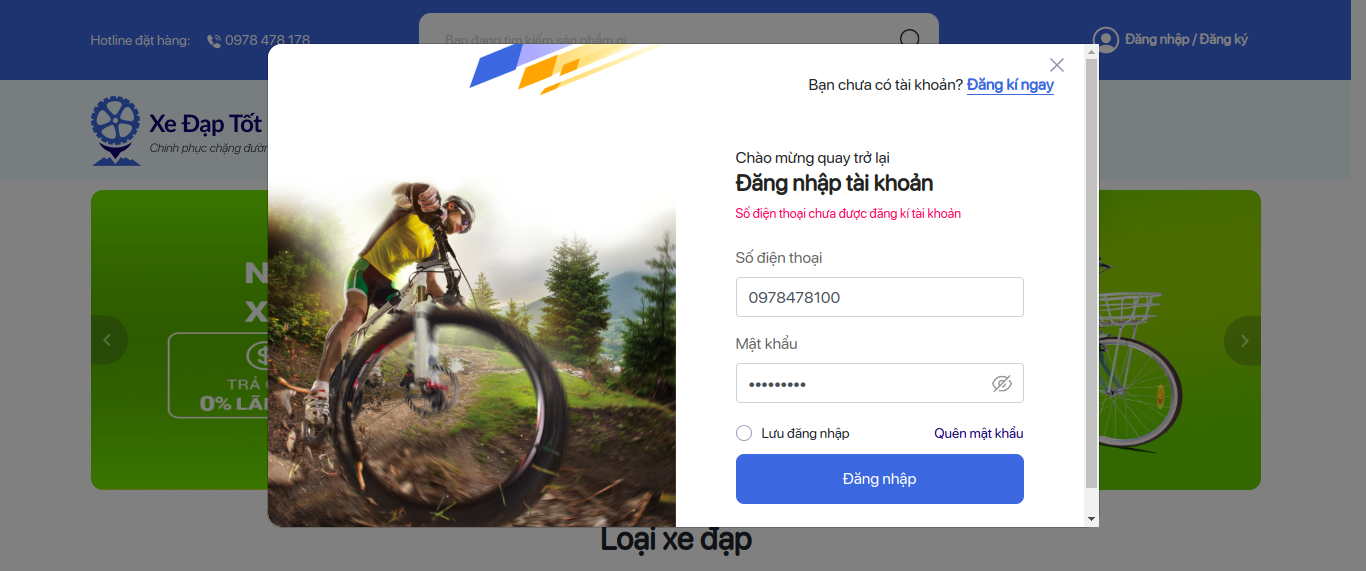 Hotline đặt hàng: 0978 478 178
Bạn đang tìm kiếm sản phẩm gì
Đăng nhập / Đăng ký
Xe Đạp Tốt
Chinh phục chặng đườn
Bạn chưa có tài khoản? Đăng kí ngay
Chào mừng quay trở lại
Đăng nhập tài khoản
Số điện thoại chưa được đăng kí tài khoản
Số điện thoại
0978478100
Mật khẩu
•••••••••
Lưu đăng nhập Quên mật khẩu
Đăng nhập
N
X
TRẢ
0% LÃ
Loại xe đạp